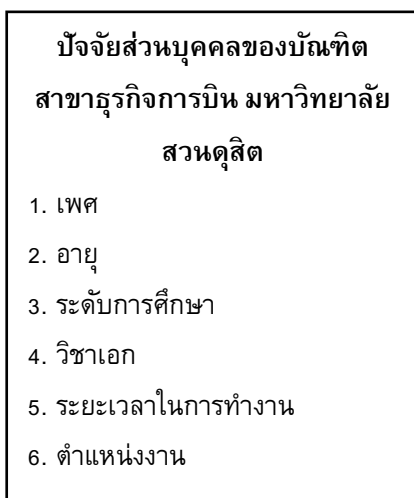 ปัจจัยส่วนบุคคลของบัณฑิต
สาขาธุรกิจการบิน มหาวิทยาลัย
สวนดุสิต
1. เพศ
2. อายุ
3. ระดับการศึกษา
4. วิชาเอก
5. ระยะเวลาในการทำงาน
6. ตำแหน่งงาน